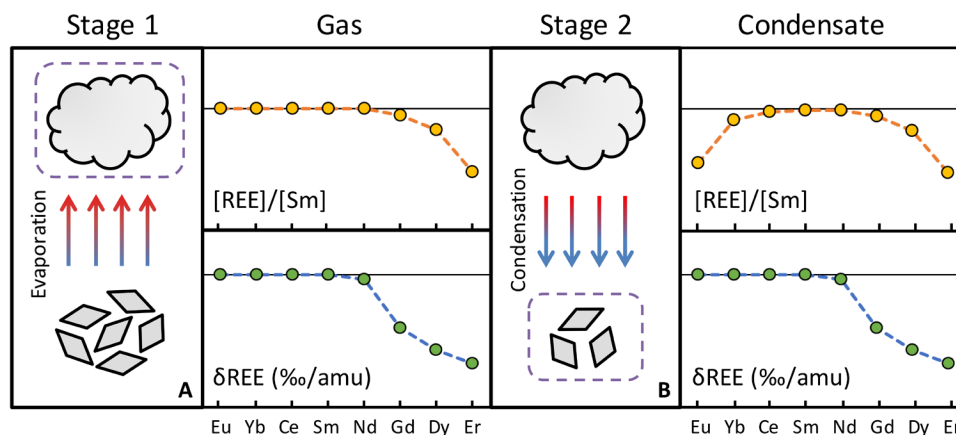 Stage 1
Gas
Stage 2
Condensate
Evaporation
A
[REE]/[Sm]
δREE (‰/amu)
Eu Yb Ce Sm Nd Gd Dy Er
Condensation
B
[REE]/[Sm]
δREE (‰/amu)
Eu Yb Ce Sm Nd Gd Dy Er